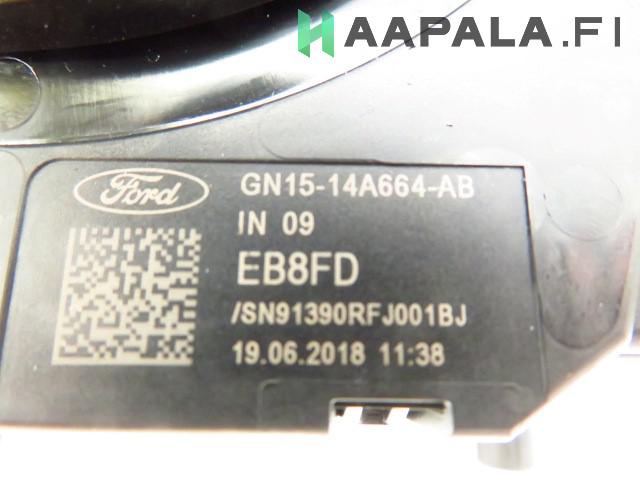 HAAPALA.FI
Ford
GN15-14A664-AB
IN 09
EB8FD
/SN91390RFJ001BJ
19.06.2018 11:38